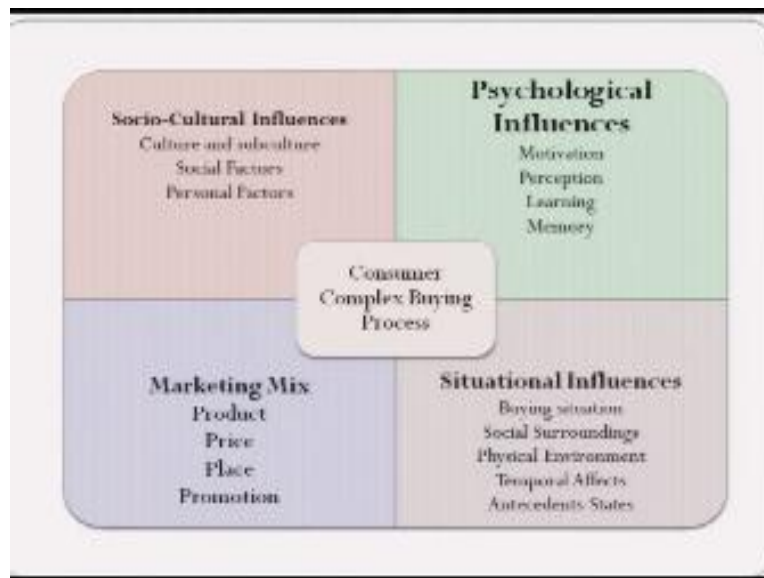 Socio-Cultural Influences
Culture and subculture
Social Factors
Personal Factors
Psychological
Influences
Motivation
Perception
Learning
Memory
Consumer
Complex Buying
Process
Marketing Mix
Product
Price
Place
Promotion
Situational Influences
Buying situation
Social Surroundings
Physical Environment
Temporal Affects
Antecedents States